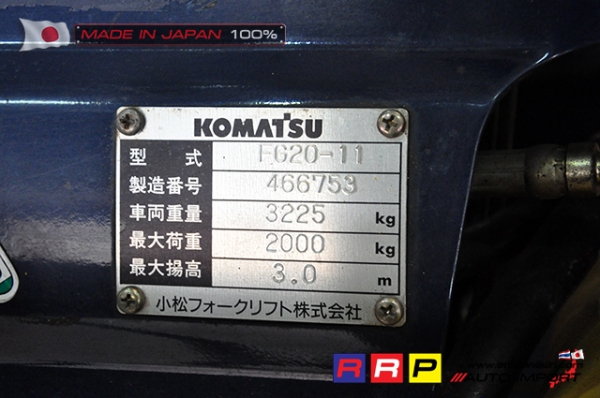 MADE IN JAPAN 100%
KOMATSU
型 式 FG20-11
製造番号 466753
車両重量 3225 kg
最大荷重 2000 kg
最大揚高 3.0 m
小松フォークリフト株式会社
RRP
AUTOIMPORT